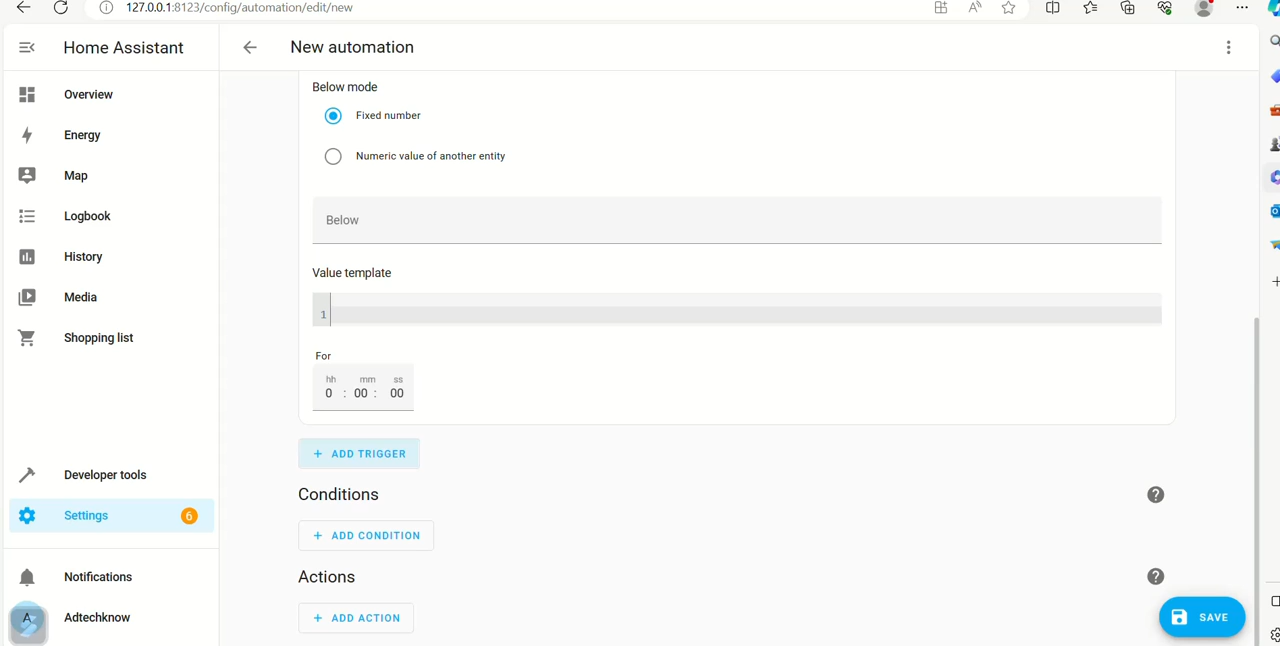 127.0.0.1:8123/config/automation/edit/new
Home Assistant
New automation
Overview
Energy
Map
Logbook
History
Media
Shopping list
Developer tools
Settings
6
Notifications
A
Adtechknow
Below mode
Fixed number
Numeric value of another entity
Below
Value template
1
For
hh mm ss
0 : 00 : 00
+ ADD TRIGGER
Conditions
+ ADD CONDITION
Actions
+ ADD ACTION
SAVE